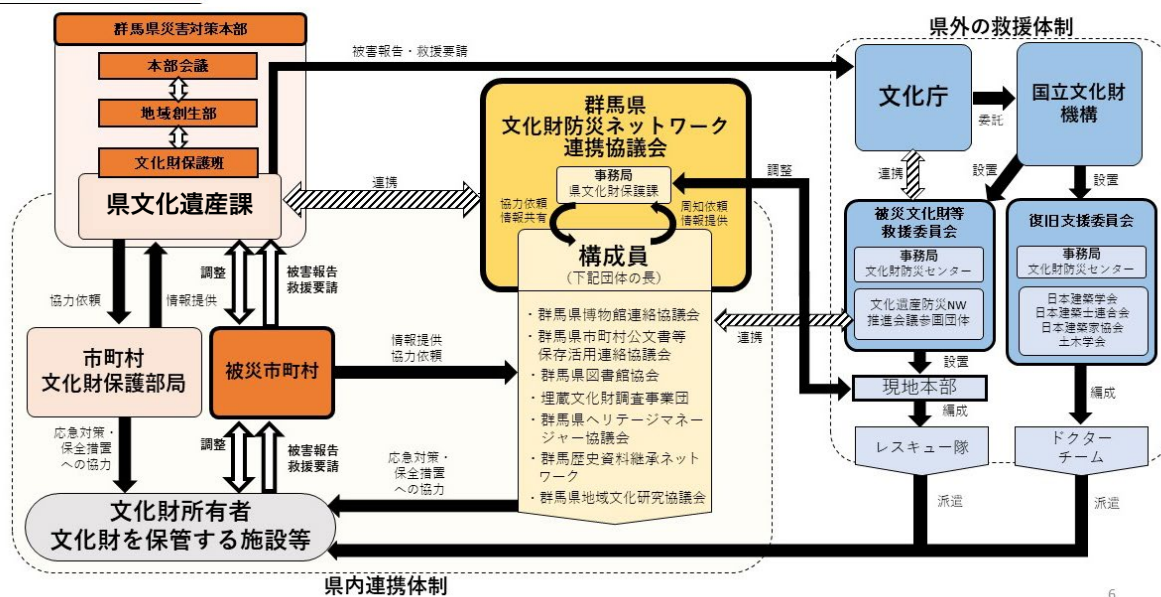 群馬県災害対策本部
本部会議
地域創生部
文化財保護班
県文化遺産課
被害報告・救援要請
連携
協力依頼
情報提供
調整
被害報告
救援要請
市町村
文化財保護部局
被災市町村
情報提供
協力依頼
応急対策・
保全措置
への協力
調整
被害報告
救援要請
応急対策・
保全措置
への協力
文化財所有者
文化財を保管する施設等
県内連携体制
群馬県
文化財防災ネットワーク
連携協議会
事務局
県文化財保護課
協力依頼
情報共有
周知依頼
情報提供
構成員
(下記団体の長)
・群馬県博物館連絡協議会
・群馬県市町村公文書等
保存活用連絡協議会
・群馬県図書館協会
・埋蔵文化財調査事業団
・群馬県ヘリテージマネー
ジャー協議会
・群馬歴史資料継承ネット
ワーク
・群馬県地域文化研究協議会
調整
連携
県外の救援体制
文化庁
委託
国立文化財
機構
連携
設置
設置
被災文化財等
救援委員会
事務局
文化財防災センター
文化遺産防災NW
推進会議参画団体
復旧支援委員会
事務局
文化財防災センター
日本建築学会
日本建築士連合会
日本建築家協会
土木学会
設置
現地本部
編成
編成
レスキュー隊
ドクター
チーム
派遣
派遣
6